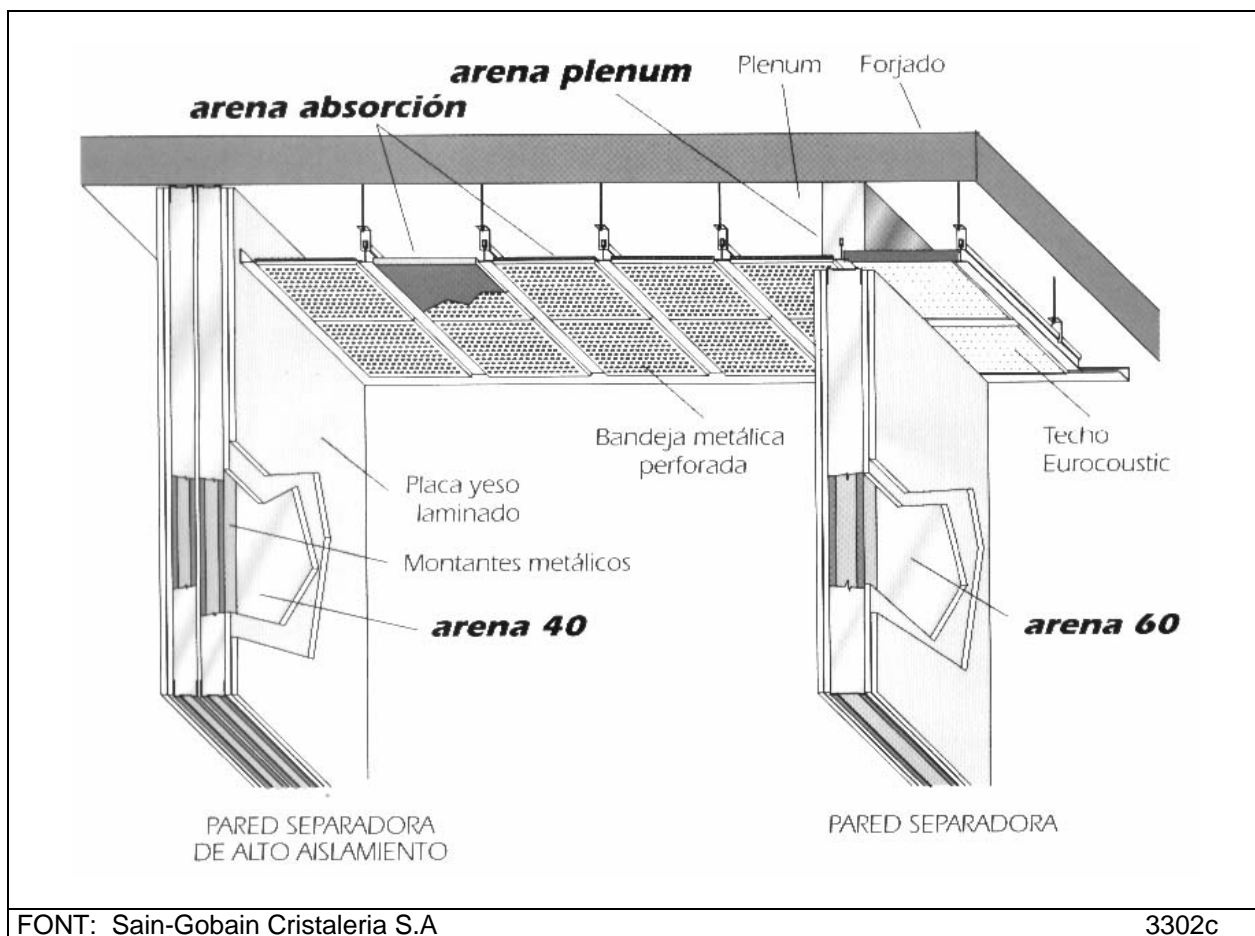 arena plenum
Plenum
Forjado
arena absorción
Bandeja metálica
perforada
Techo
Eurocoustic
Placa yeso
laminado
Montantes metálicos
arena 40
arena 60
PARED SEPARADORA
DE ALTO AISLAMIENTO
PARED SEPARADORA
FONT: Sain-Gobain Cristaleria S.A
3302c